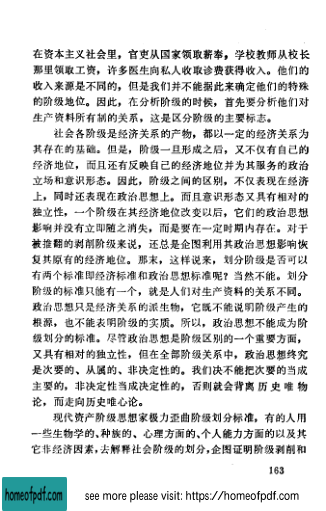 在资本主义社会里，官吏从国家领取薪奉，学校教师从校长
那里领取工资，许多医生向私人收取诊费获得收入。他们的
收入来源是不同的，但是我们并不能据此来确定他们的特殊
的阶级地位。因此，在分析阶级的时候，首先要分析他们对
生产资料所有制的关系，这是区分阶级的主要标志。
社会各阶级是经济关系的产物，都以一定的经济关系为
其存在的基础。但是，阶级一旦形成之后，又不仅有自己的
经济地位，而且还有反映自己的经济地位并为其服务的政治
立场和意识形态。因此，阶级之间的区别，不仅表现在经济
上，同时还表现在政治思想上。而且意识形态又具有相对的
独立性，一个阶级在其经济地位改变以后，它们的政治思想
影响并没有立即随之消失，而是要在一定时期内存在。对于
被推翻的剥削阶级来说，还总是企图利用其政治思想影响恢
复其原有的经济地位。那末，这样说来，划分阶级是否可以
有两个标准即经济标准和政治思想标准呢？当然不能。划分
阶级的标准只能有一个，就是人们对生产资料的关系不同。
政治思想只是经济关系的派生物，它既不能说明阶级产生的
根源，也不能表明阶级的实质。所以，政治思想不能成为阶
级划分的标准。尽管政治思想是阶级区别的一个重要方面，
又具有相对的独立性，但在全部阶级关系中，政治思想终究
是次要的、从属的、非决定性的。我们决不能把次要的当成
主要的，非决定性当成决定性的，否则就会背离历史唯物
论，而走向历史唯心论。
现代资产阶级思想家极力歪曲阶级划分标准，有的人用
一些生物学的、种族的、心理方面的、个人能力方面的以及其
它非经济因素，去解释社会阶级的划分，企图证明阶级剥削和
163
homeofpdf.com
see more please visit: https://homeofpdf.com